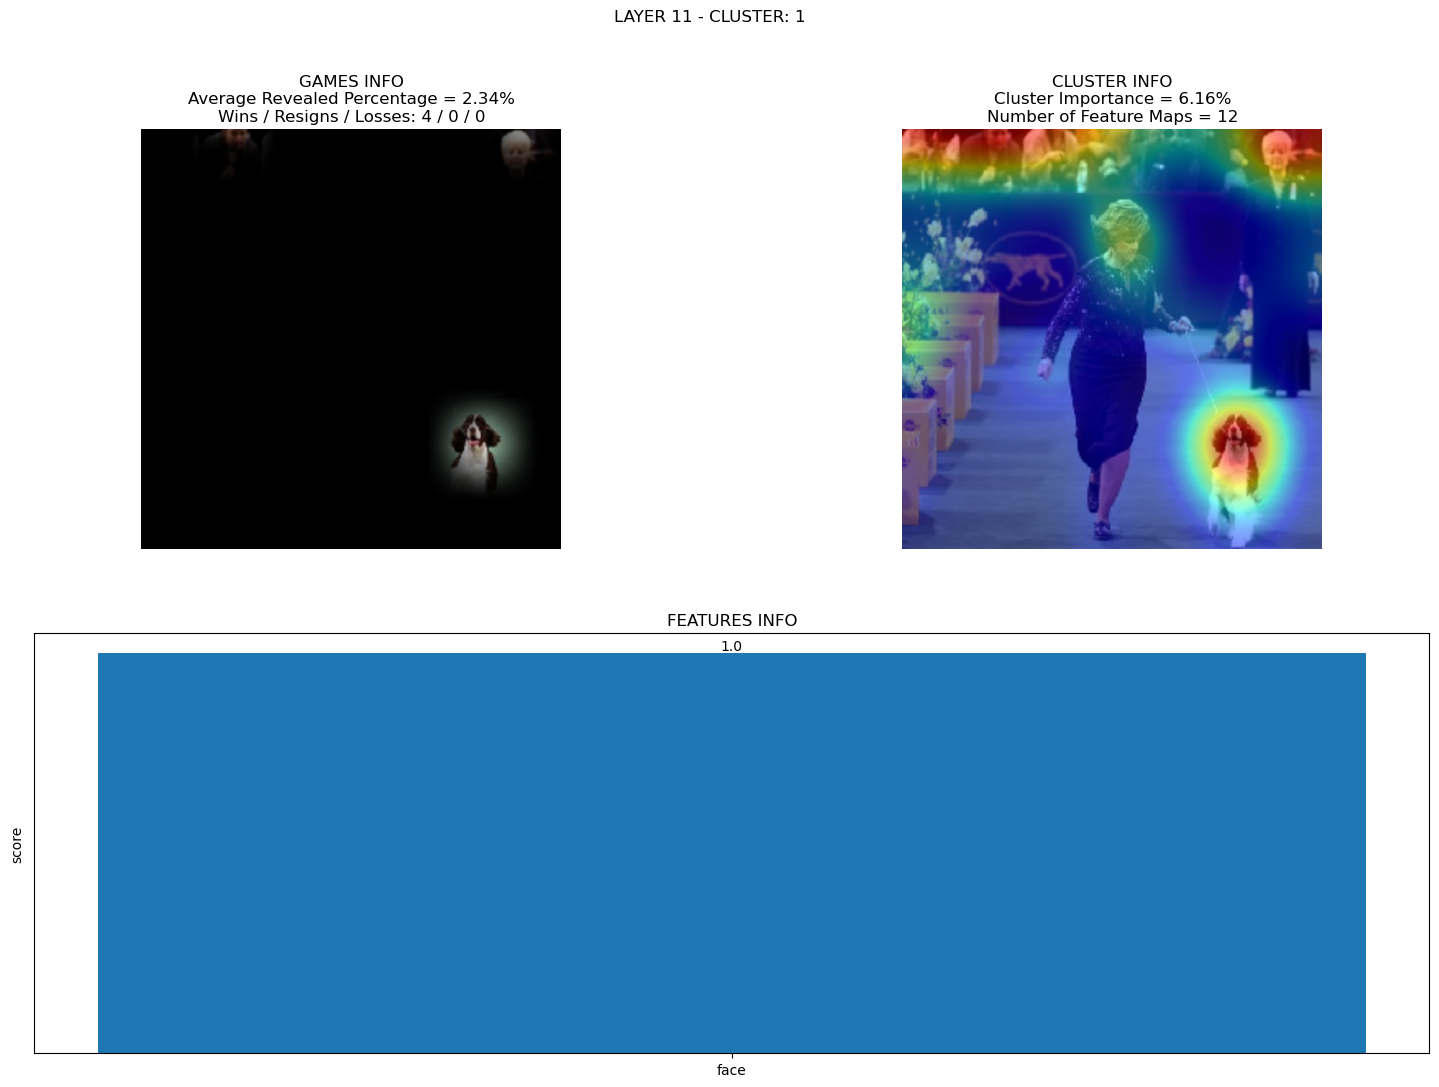 LAYER 11 - CLUSTER: 1
GAMES INFO
Average Revealed Percentage = 2.34%
Wins / Resigns / Losses: 4 / 0 / 0
CLUSTER INFO
Cluster Importance = 6.16%
Number of Feature Maps = 12
FEATURES INFO
1.0
score
face